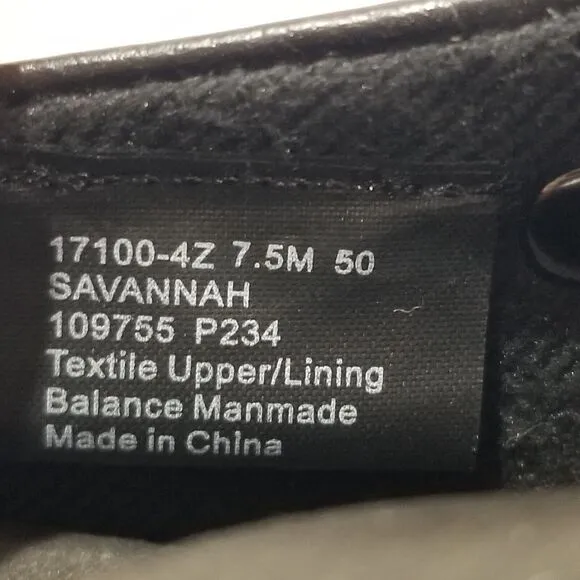 17100-4Z 7.5M 50
SAVANNAH
109755 P234
Textile Upper/Lining
Balance Manmade
Made in China